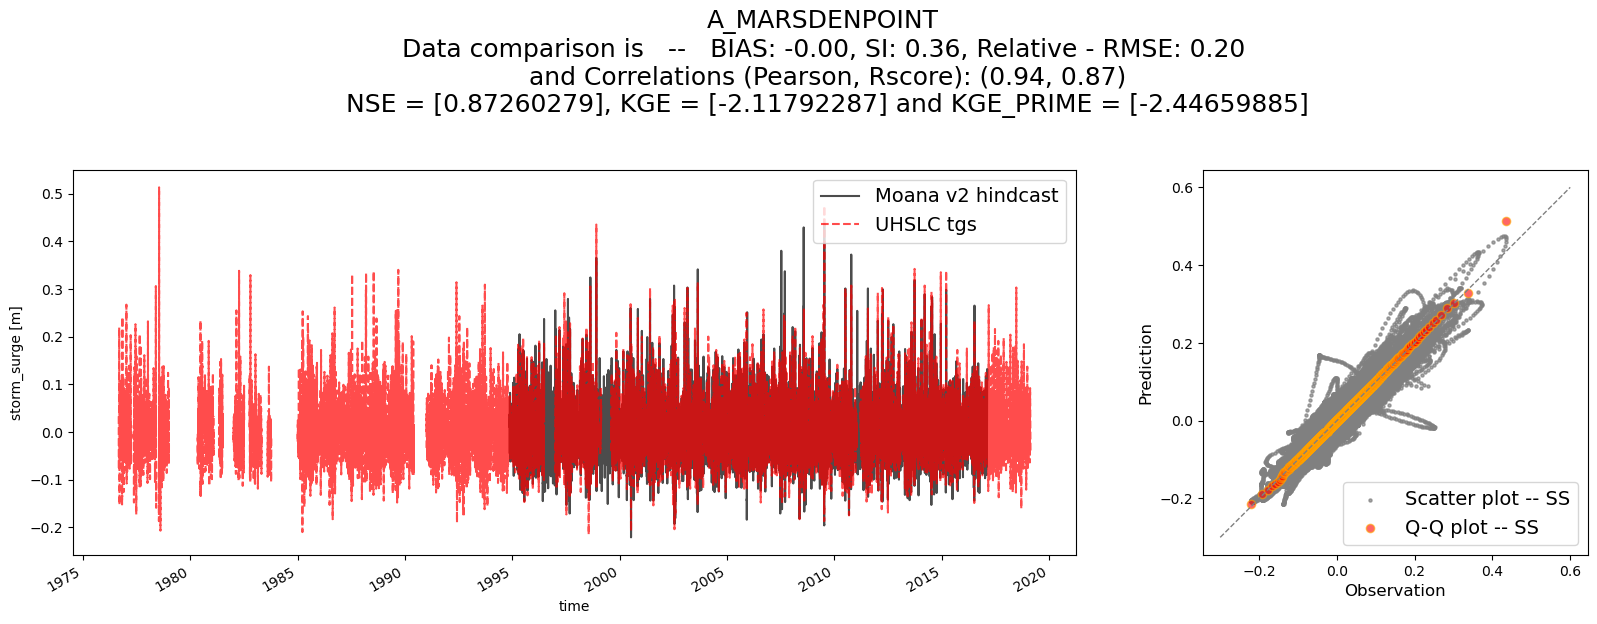 A_MARSDENPOINT
Data comparison is   --   BIAS: -0.00, SI: 0.36, Relative - RMSE: 0.20
and Correlations (Pearson, Rscore): (0.94, 0.87)
NSE = [0.87260279], KGE = [-2.11792287] and KGE_PRIME = [-2.44659885]
storm_surge [m]
0.5
0.4
0.3
0.2
0.1
0.0
−0.1
−0.2
Moana v2 hindcast
UHSLC tgs
1975
1980
1985
1990
1995
2000
2005
2010
2015
2020
time
Prediction
0.6
0.4
0.2
0.0
−0.2
Scatter plot -- SS
Q-Q plot -- SS
−0.2
0.0
0.2
0.4
0.6
Observation